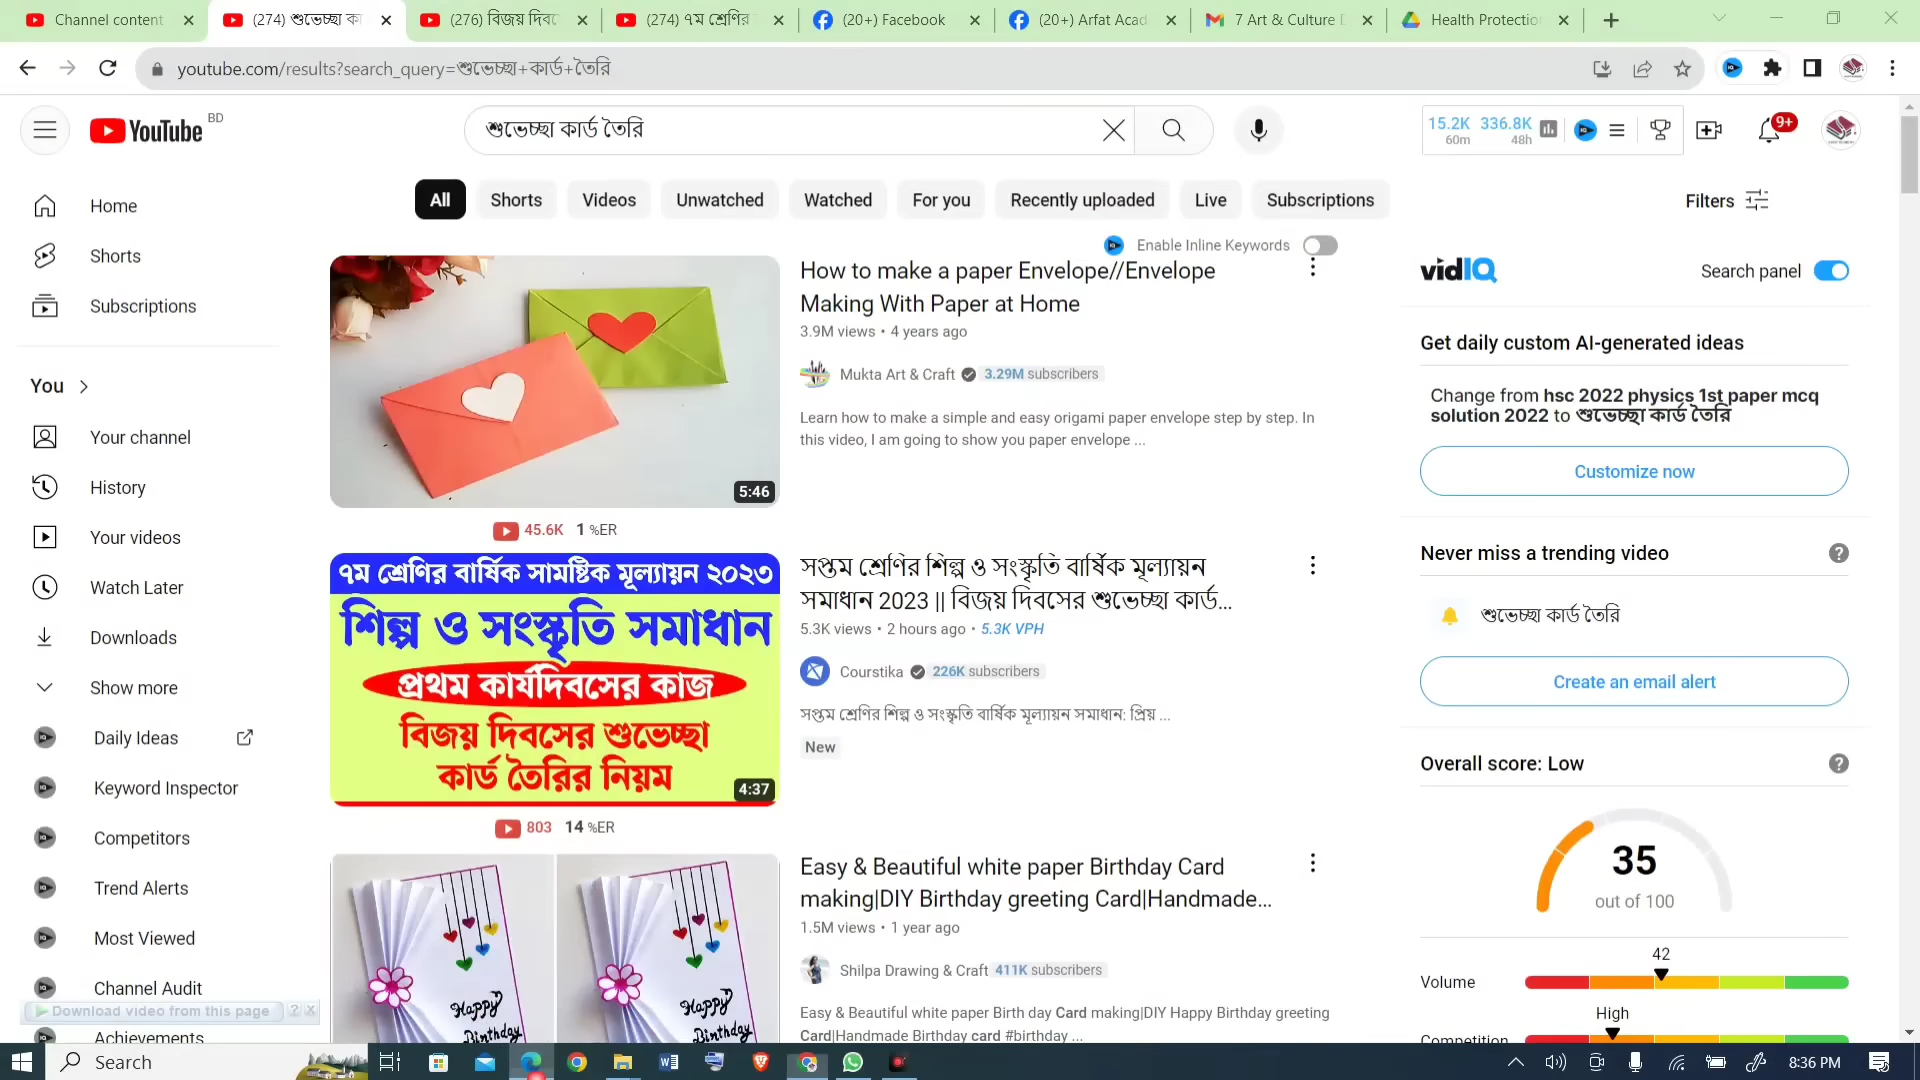 Channel content
(274) শুভেচ্ছা কা
(276) বিজয় দিব
(274) ৭ম শ্রেণির
(20+) Facebook
(20+) Arfat Acad
7 Art & Culture
Health Protectio
youtube.com/results?search_query=শুভেচ্ছা+কার্ড+তৈরি
YouTube BD
শুভেচ্ছা কার্ড তৈরি
15.2K 336.8K
60m 48h
9+
Home
Shorts
Subscriptions
You
Your channel
History
Your videos
Watch Later
Downloads
Show more
Daily Ideas
Keyword Inspector
Competitors
Trend Alerts
Most Viewed
Channel Audit
Download video from this page ? X
Achievements
All Shorts Videos Unwatched Watched For you Recently uploaded Live Subscriptions
Filters
Enable Inline Keywords
How to make a paper Envelope//Envelope
Making With Paper at Home
3.9M views • 4 years ago
Mukta Art & Craft 3.29M subscribers
Learn how to make a simple and easy origami paper envelope step by step. In
this video, I am going to show you paper envelope ...
5:46
45.6K 1 %ER
৭ম শ্রেণির বার্ষিক সামষ্টিক মূল্যায়ন ২০২৩
শিল্প ও সংস্কৃতি সমাধান
প্রথম কার্যদিবসের কাজ
বিজয় দিবসের শুভেচ্ছা
কার্ড তৈরির নিয়ম
4:37
803 14 %ER
সপ্তম শ্রেণির শিল্প ও সংস্কৃতি বার্ষিক মূল্যায়ন
সমাধান 2023 || বিজয় দিবসের শুভেচ্ছা কার্ড...
5.3K views • 2 hours ago • 5.3K VPH
Courstika 226K subscribers
সপ্তম শ্রেণির শিল্প ও সংস্কৃতি বার্ষিক মূল্যায়ন সমাধান: প্রিয় ...
New
Happy
Birthday
Happy
Birthday
Easy & Beautiful white paper Birthday Card
making|DIY Birthday greeting Card|Handmade...
1.5M views • 1 year ago
Shilpa Drawing & Craft 411K subscribers
Easy & Beautiful white paper Birth day Card making|DIY Happy Birthday greeting
Card|Handmade Birthday card #birthday ...
vidIQ
Search panel
Get daily custom AI-generated ideas
Change from hsc 2022 physics 1st paper mcq
solution 2022 to শুভেচ্ছা কার্ড তৈরি
Customize now
Never miss a trending video ?
শুভেচ্ছা কার্ড তৈরি
Create an email alert
Overall score: Low ?
35
out of 100
42
Volume
High
Competition
Search
8:36 PM